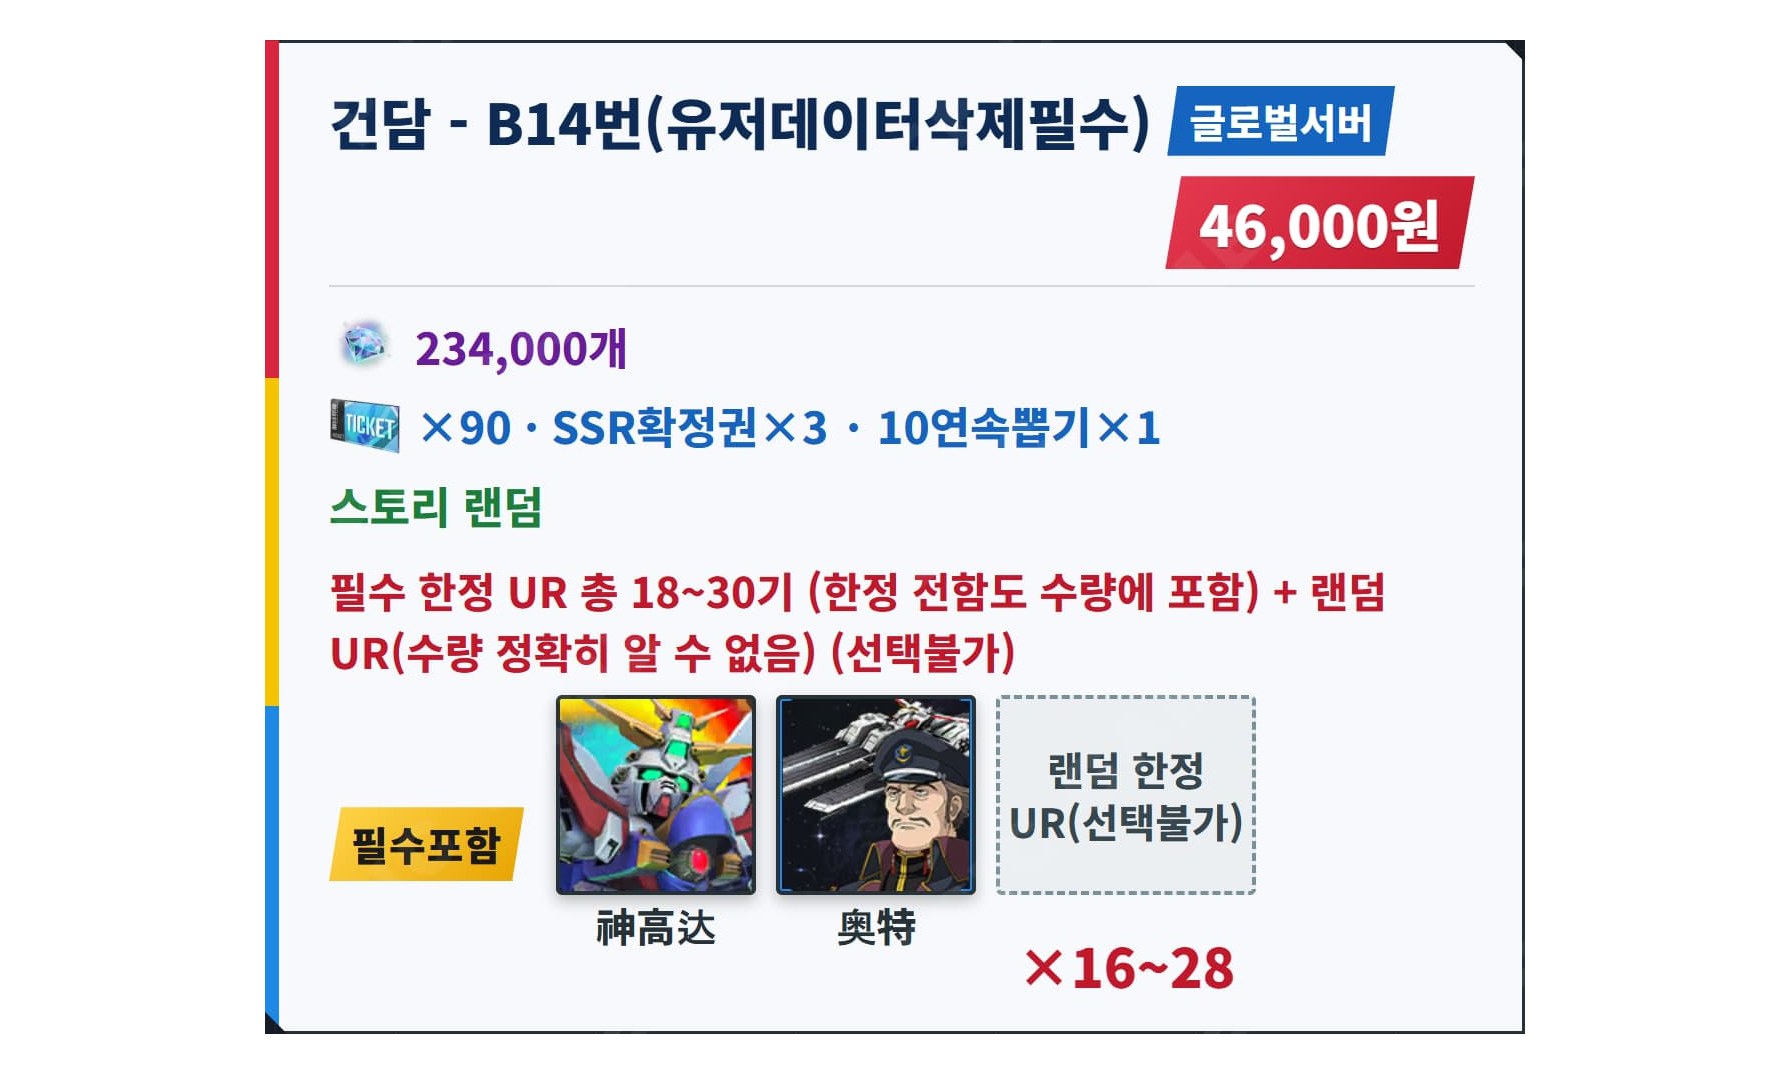 건담 - B14번(유저데이터삭제필수) 글로벌서버
46,000원
234,000개
TICKET ×90 · SSR확정권×3 · 10연속뽑기×1
스토리 랜덤
필수 한정 UR 총 18~30기 (한정 전함도 수량에 포함) + 랜덤
UR(수량 정확히 알 수 없음) (선택불가)
필수포함
神高达
奥特
랜덤 한정
UR(선택불가)
×16~28